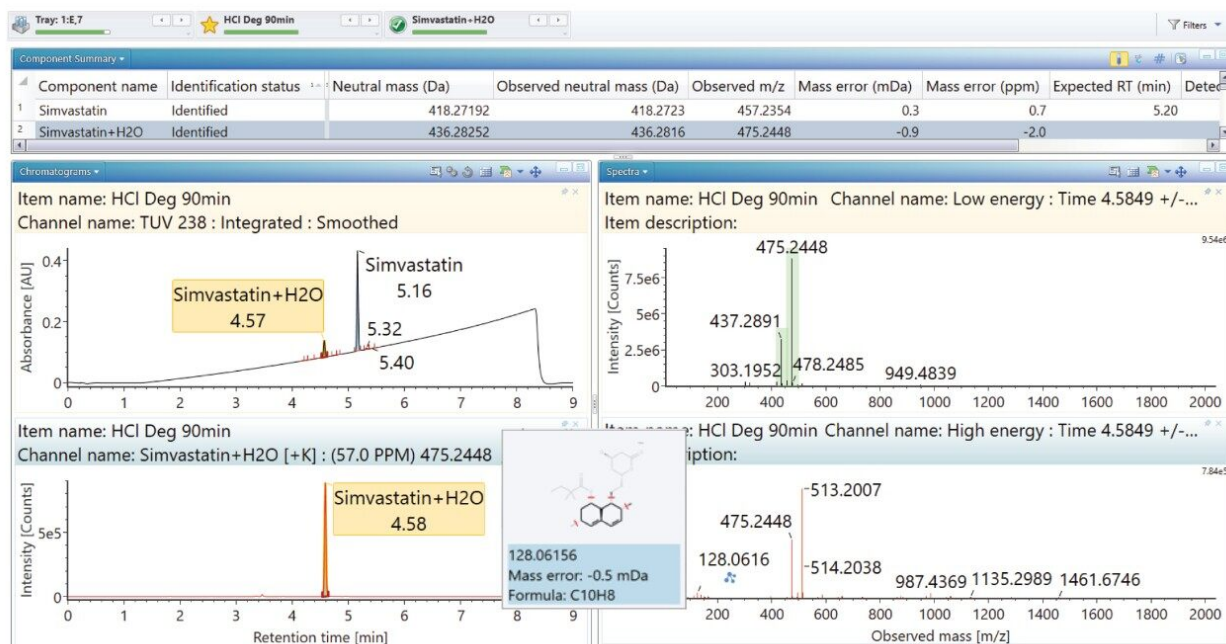 Tray: 1:E,7
HCl Deg 90min
Simvastatin+H2O
Filters
Component Summary
Component name Identification status Neutral mass (Da) Observed neutral mass (Da) Observed m/z Mass error (mDa) Mass error (ppm) Expected RT (min) Detec
1 Simvastatin Identified 418.27192 418.2723 457.2354 0.3 0.7 5.20
2 Simvastatin+H2O Identified 436.28252 436.2816 475.2448 -0.9 -2.0
Chromatograms
Item name: HCl Deg 90min
Channel name: TUV 238 : Integrated : Smoothed
Absorbance [AU]
0.4
0.2
0
Simvastatin
5.16
Simvastatin+H2O
4.57
5.32
5.40
0 1 2 3 4 5 6 7 8 9
Item name: HCl Deg 90min
Channel name: Simvastatin+H2O [+K] : (57.0 PPM) 475.2448
Intensity [Counts]
5e5
0
Simvastatin+H2O
4.58
0 1 2 3 4 5 6 7 8 9
Retention time [min]
Spectra
Item name: HCl Deg 90min Channel name: Low energy : Time 4.5849 +/-...
Item description:
9.54e6
Intensity [Counts]
7.5e6
5e6
2.5e6
0
475.2448
437.2891
303.1952
478.2485
949.4839
200 400 600 800 1000 1200 1400 1600 1800 2000
Item name: HCl Deg 90min Channel name: High energy : Time 4.5849 +/-...
ription:
7.84e5
513.2007
475.2448
128.0616
514.2038
987.4369
1135.2989
1461.6746
200 400 600 800 1000 1200 1400 1600 1800 2000
Observed mass [m/z]
128.06156
Mass error: -0.5 mDa
Formula: C10H8